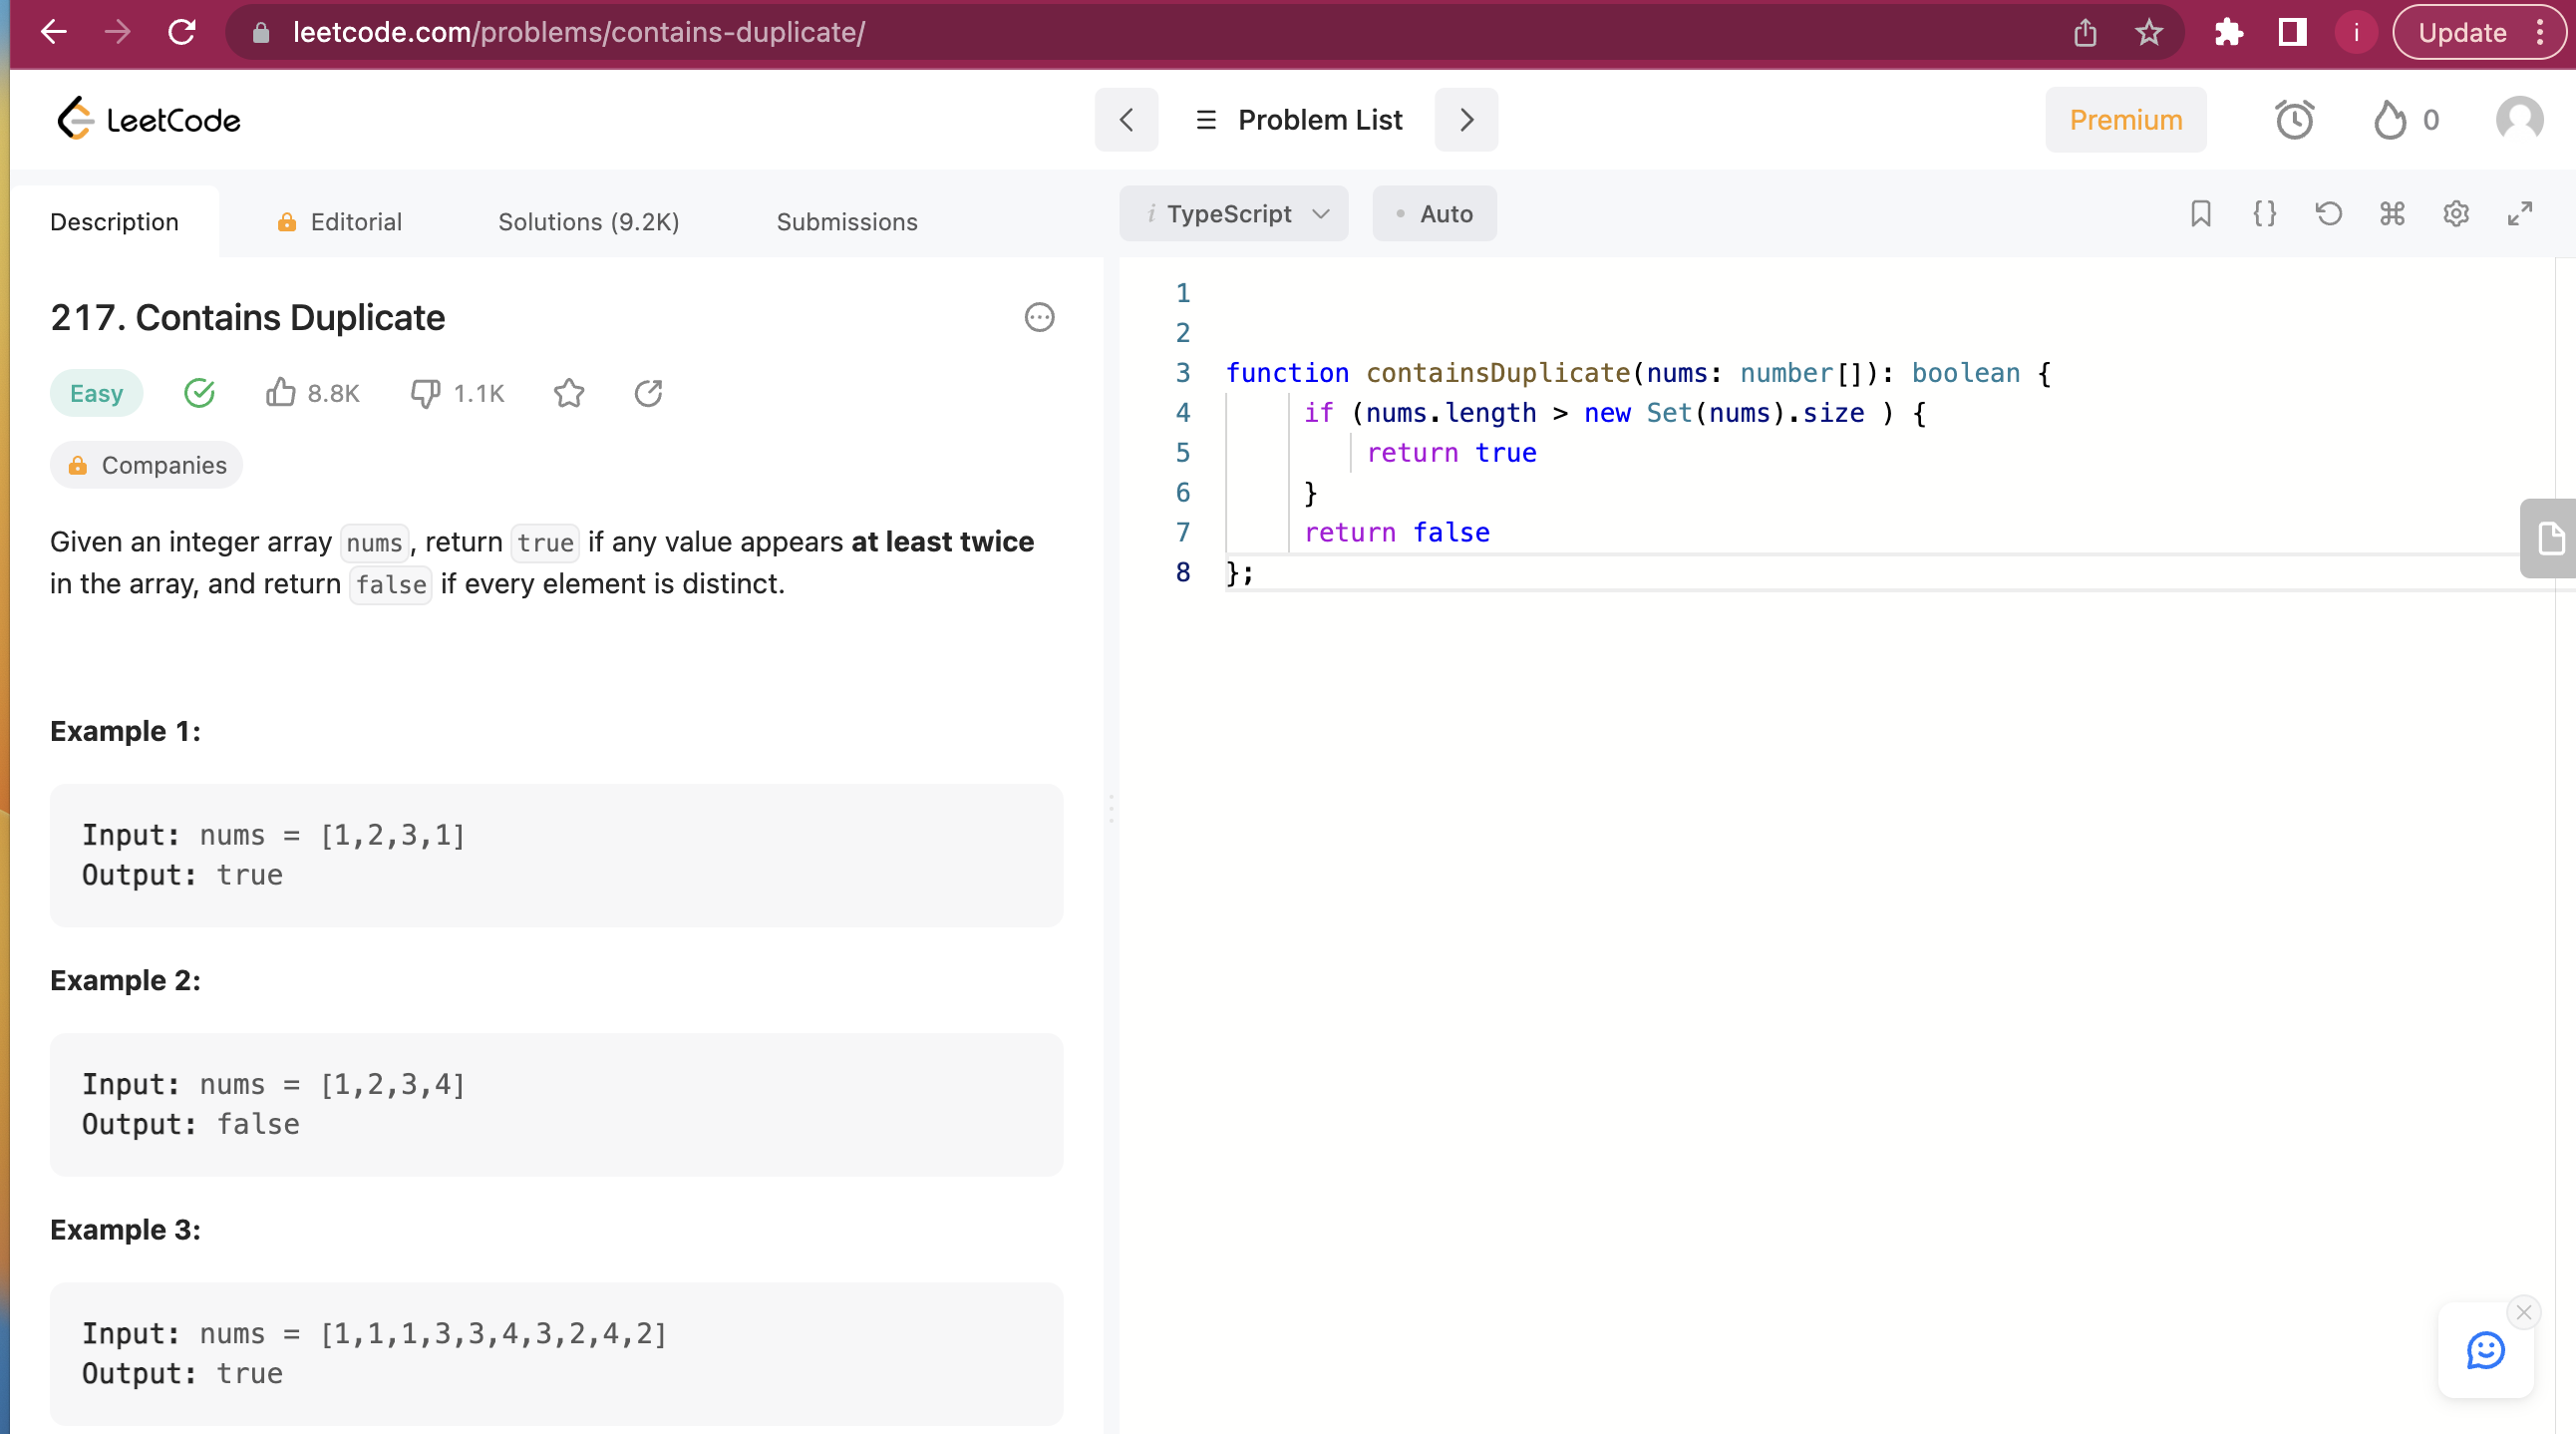 leetcode.com/problems/contains-duplicate/
i
Update
LeetCode
Problem List
Premium
0
Description
Editorial
Solutions (9.2K)
Submissions
i TypeScript
Auto
217. Contains Duplicate
Easy
8.8K
1.1K
Companies
Given an integer array nums, return true if any value appears at least twice
in the array, and return false if every element is distinct.
Example 1:
Input: nums = [1,2,3,1]
Output: true
Example 2:
Input: nums = [1,2,3,4]
Output: false
Example 3:
Input: nums = [1,1,1,3,3,4,3,2,4,2]
Output: true
1
2
3 function containsDuplicate(nums: number[]): boolean {
4     if (nums.length > new Set(nums).size ) {
5         return true
6     }
7     return false
8 };